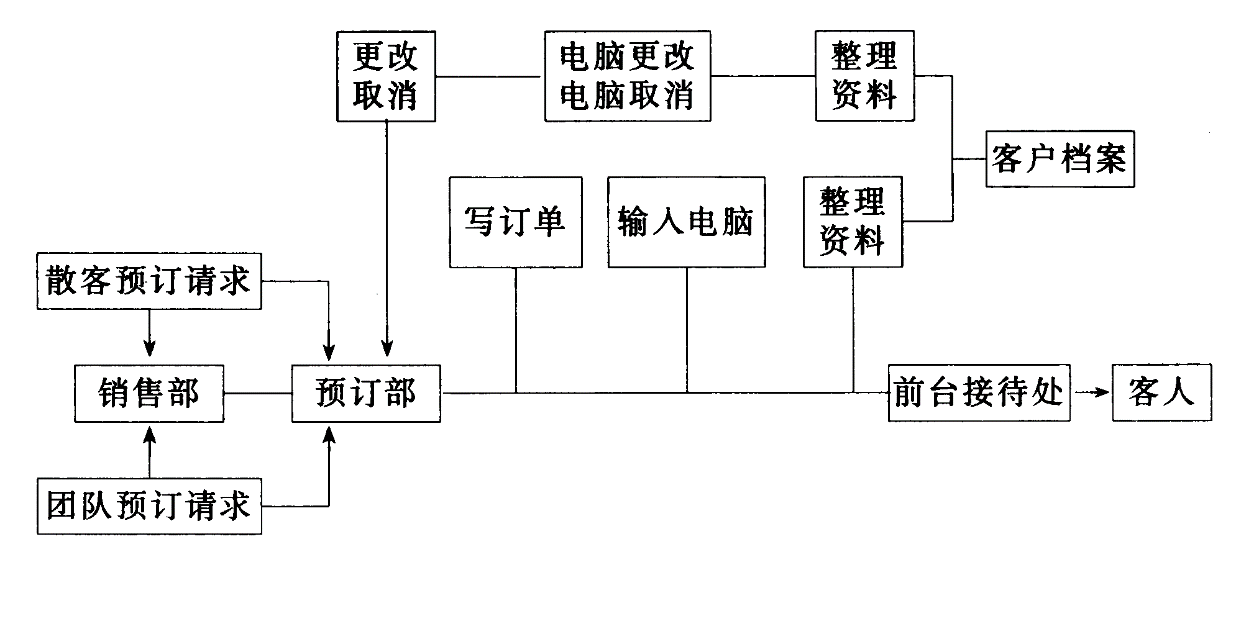 更改
取消
电脑更改
电脑取消
整理
资料
客户档案
写订单
输入电脑
整理
资料
散客预订请求
销售部
预订部
前台接待处
客人
团队预订请求